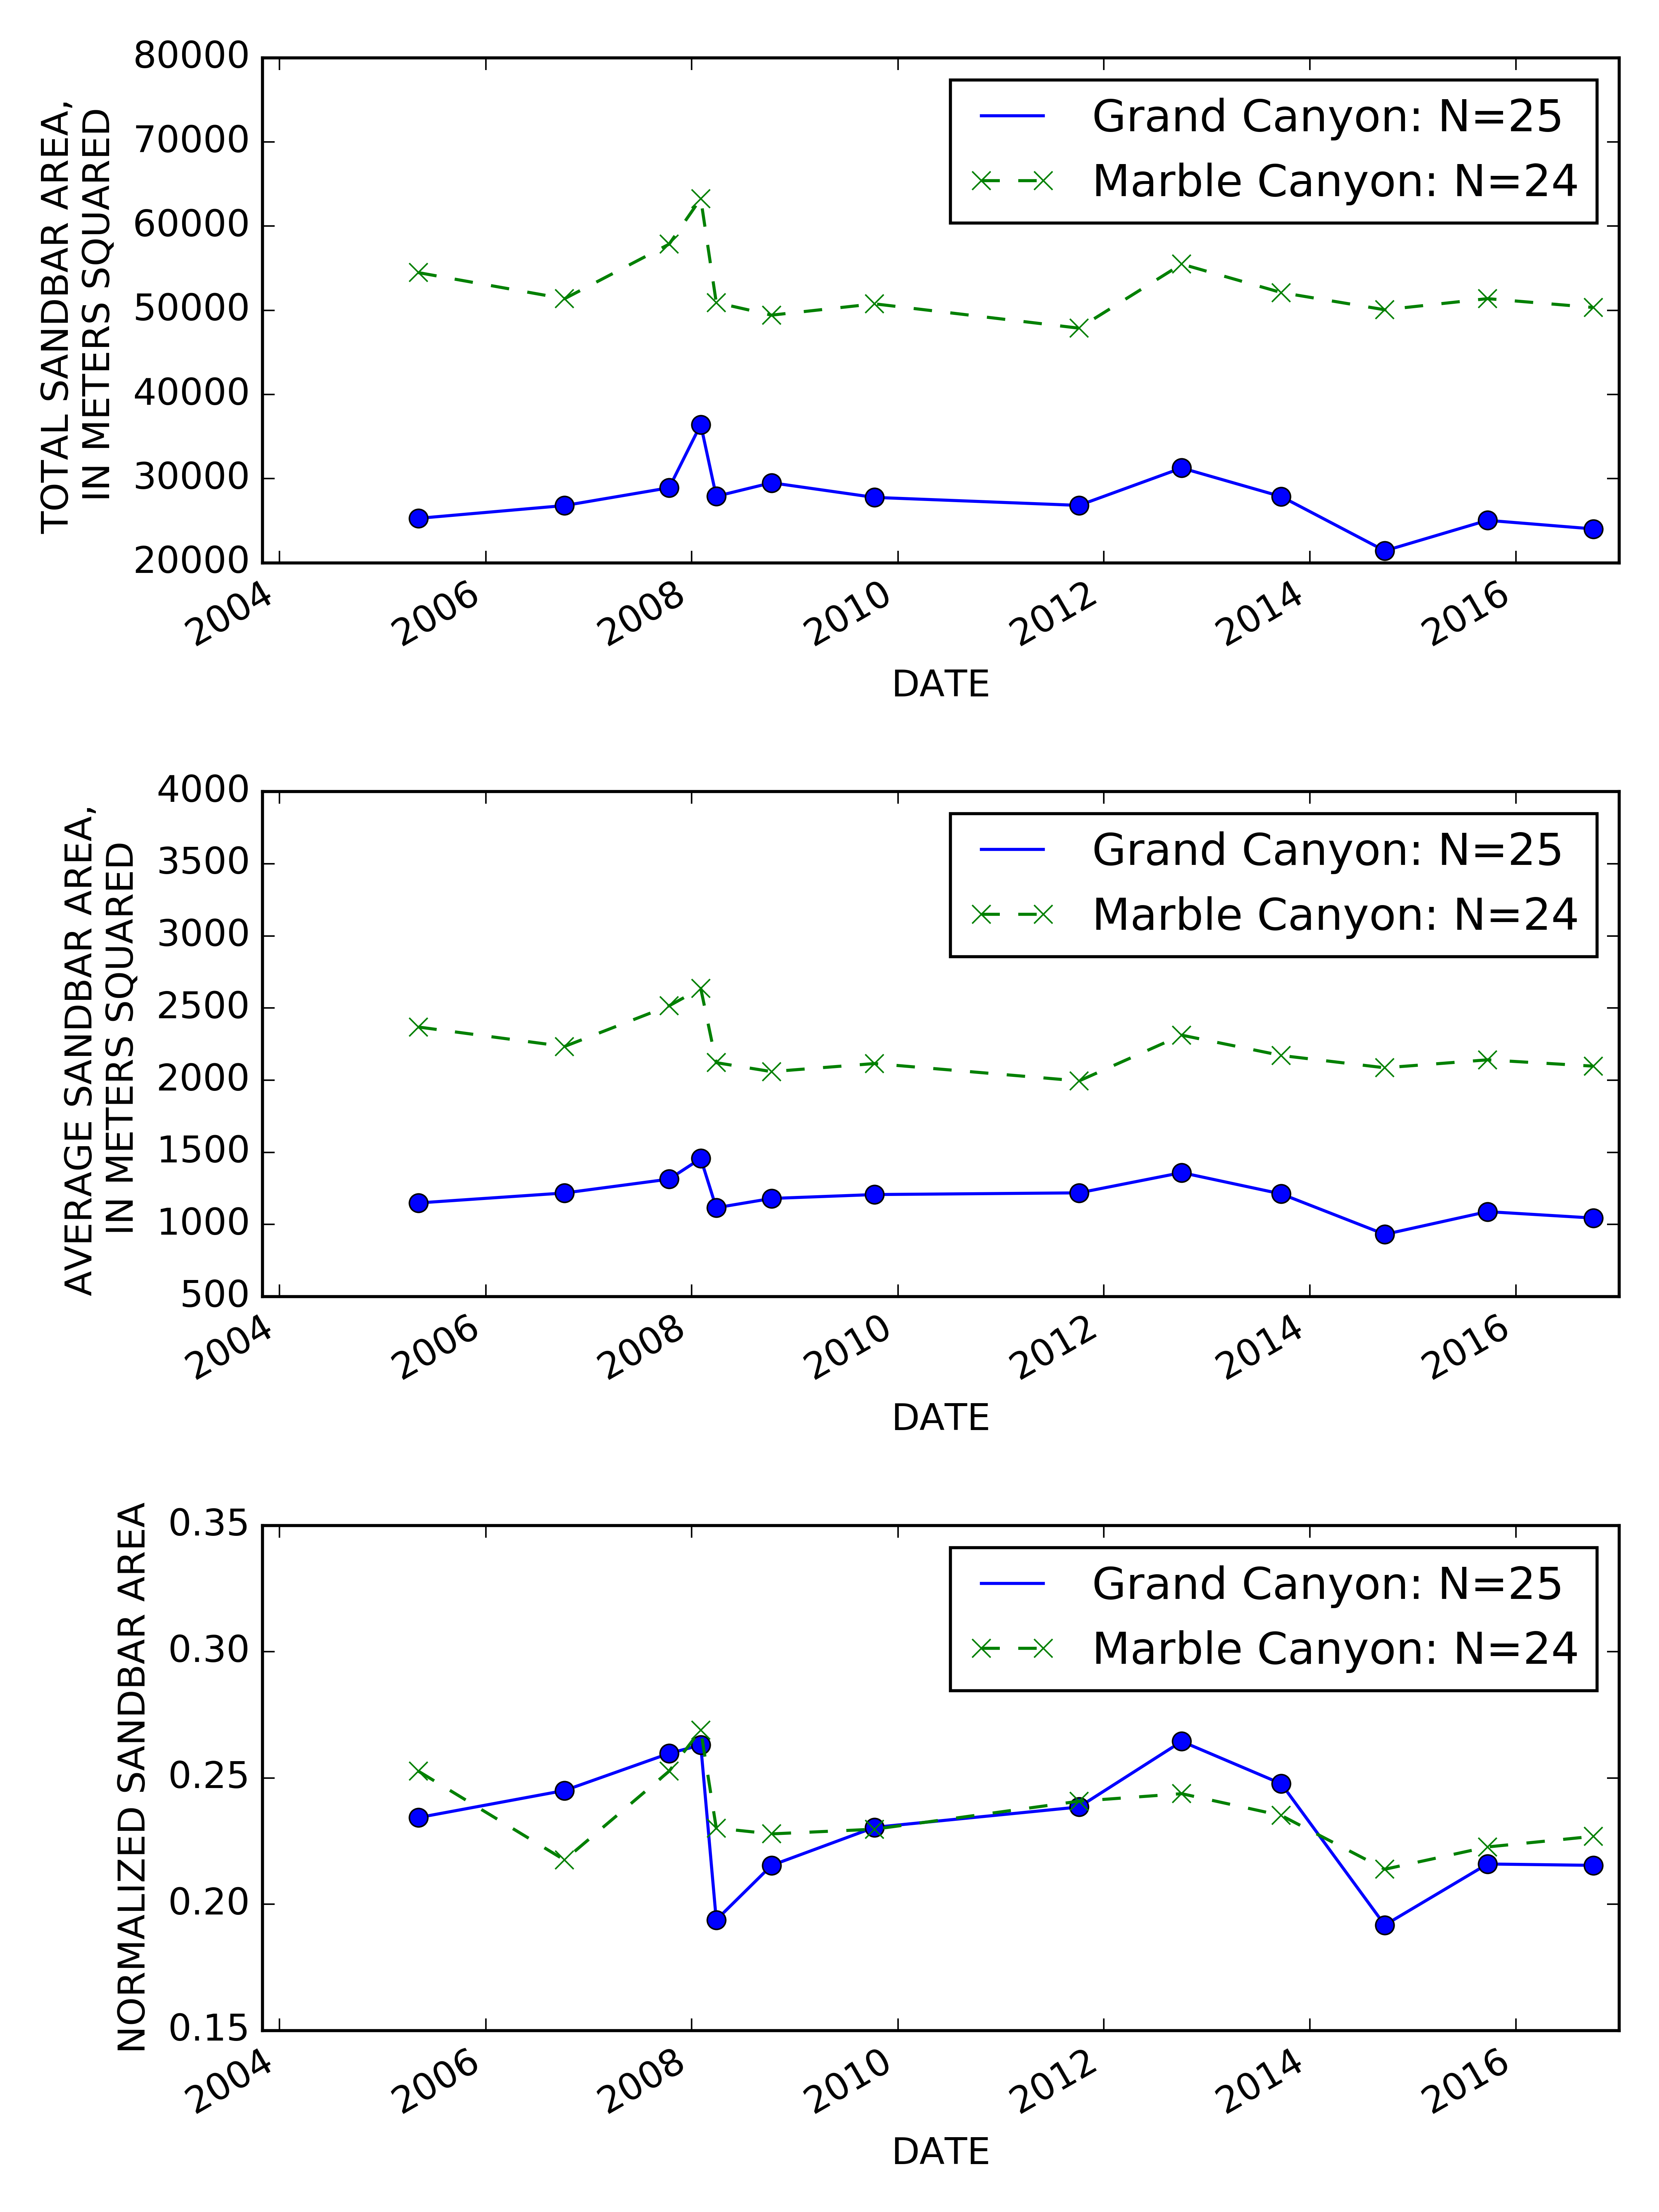 TOTAL SANDBAR AREA,
IN METERS SQUARED
80000
70000
60000
50000
40000
30000
20000
Grand Canyon: N=25
Marble Canyon: N=24
2004
2006
2008
2010
2012
2014
2016
DATE
AVERAGE SANDBAR AREA,
IN METERS SQUARED
4000
3500
3000
2500
2000
1500
1000
500
Grand Canyon: N=25
Marble Canyon: N=24
2004
2006
2008
2010
2012
2014
2016
DATE
NORMALIZED SANDBAR AREA
0.35
0.30
0.25
0.20
0.15
Grand Canyon: N=25
Marble Canyon: N=24
2004
2006
2008
2010
2012
2014
2016
DATE